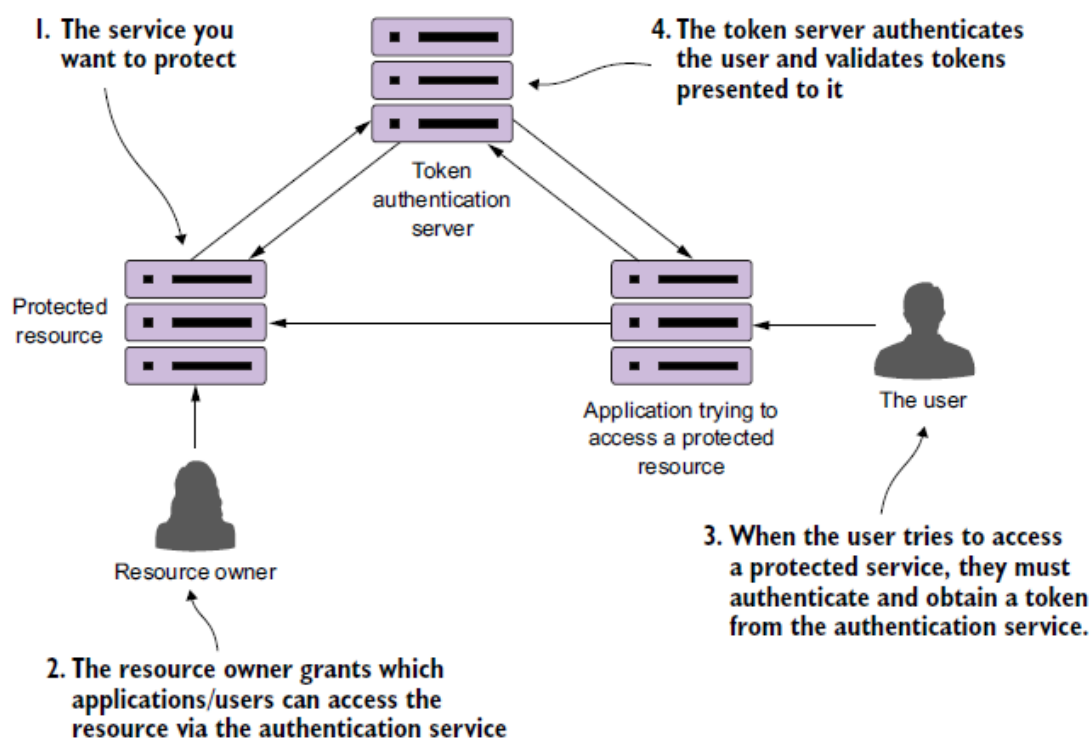 1. The service you
want to protect
4. The token server authenticates
the user and validates tokens
presented to it
Token
authentication
server
Protected
resource
Application trying to
access a protected
resource
The user
Resource owner
3. When the user tries to access
a protected service, they must
authenticate and obtain a token
from the authentication service.
2. The resource owner grants which
applications/users can access the
resource via the authentication service